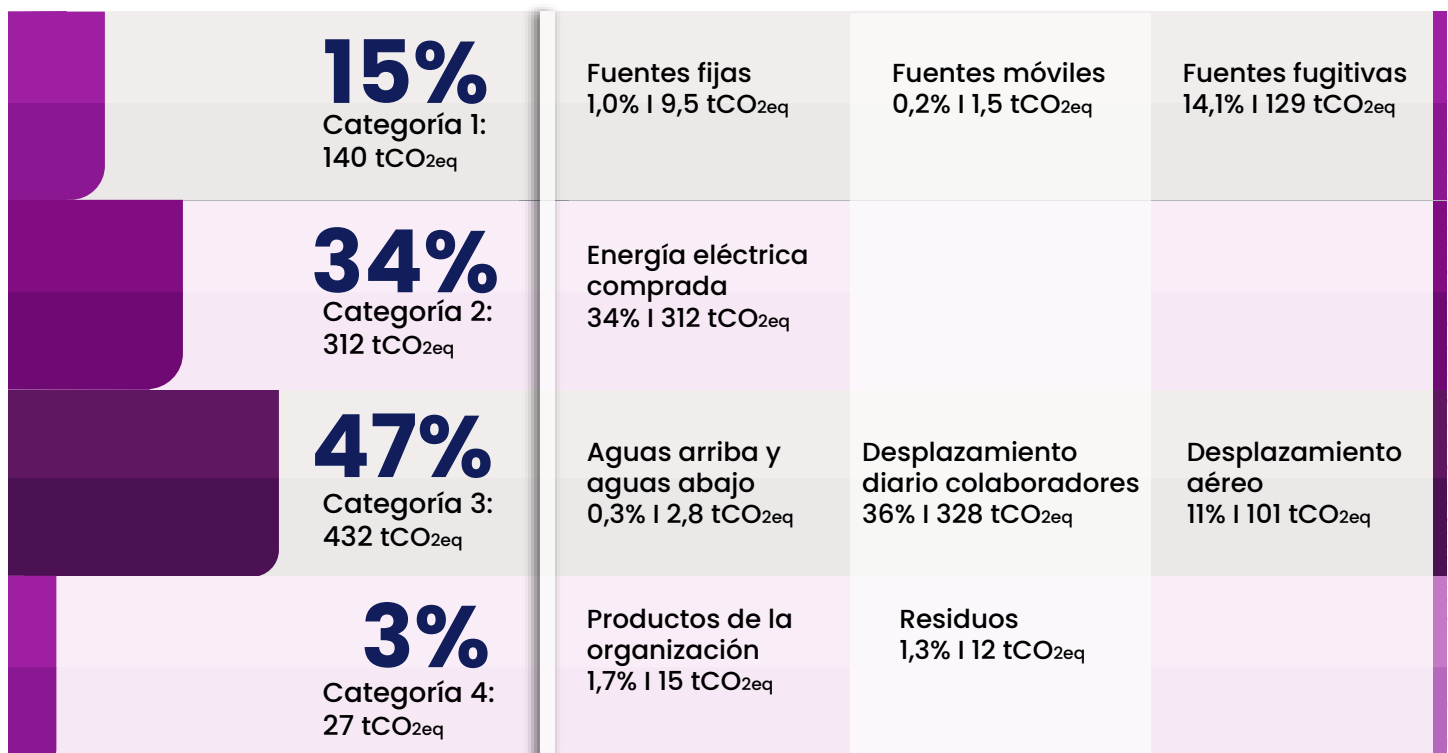 15%
Categoría 1:
140 tCO2eq
Fuentes fijas
1,0% I 9,5 tCO2eq
Fuentes móviles
0,2% I 1,5 tCO2eq
Fuentes fugitivas
14,1% I 129 tCO2eq
34%
Categoría 2:
312 tCO2eq
Energía eléctrica
comprada
34% I 312 tCO2eq
47%
Categoría 3:
432 tCO2eq
Aguas arriba y
aguas abajo
0,3% I 2,8 tCO2eq
Desplazamiento
diario colaboradores
36% I 328 tCO2eq
Desplazamiento
aéreo
11% I 101 tCO2eq
3%
Categoría 4:
27 tCO2eq
Productos de la
organización
1,7% I 15 tCO2eq
Residuos
1,3% I 12 tCO2eq